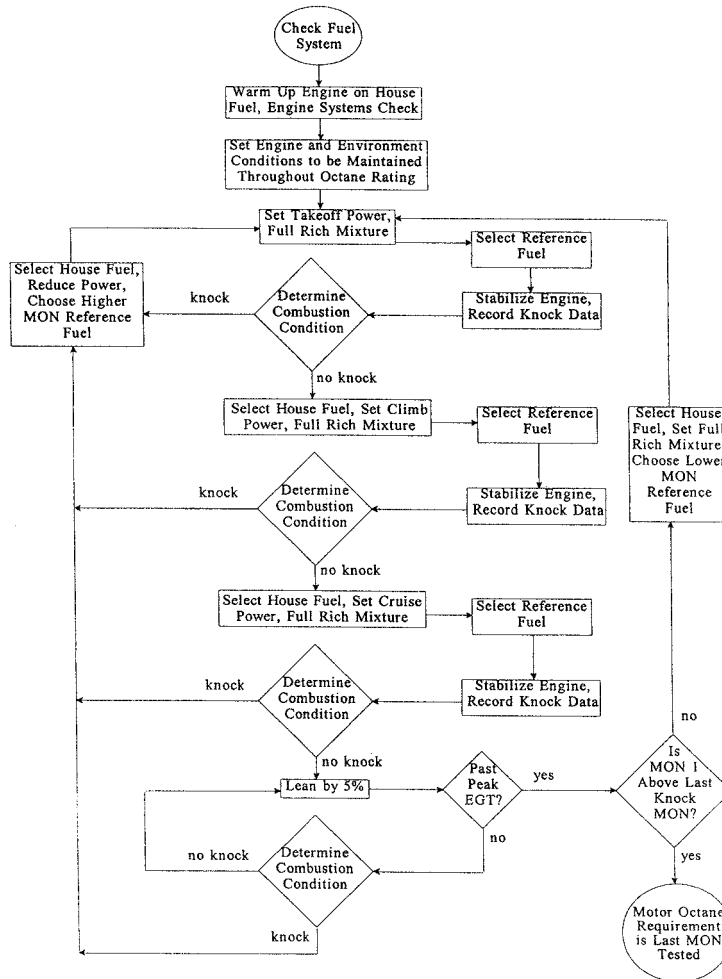 Check Fuel
System
Warm Up Engine on House
Fuel, Engine Systems Check
Set Engine and Environment
Conditions to be Maintained
Throughout Octane Rating
Set Takeoff Power,
Full Rich Mixture
Select Reference
Fuel
Select House Fuel,
Reduce Power,
Choose Higher
MON Reference
Fuel
knock
Determine
Combustion
Condition
Stabilize Engine,
Record Knock Data
no knock
Select House Fuel, Set Climb
Power, Full Rich Mixture
Select Reference
Fuel
Select House
Fuel, Set Full
Rich Mixture
Choose Lower
MON
Reference
Fuel
knock
Determine
Combustion
Condition
Stabilize Engine,
Record Knock Data
no knock
Select House Fuel, Set Cruise
Power, Full Rich Mixture
Select Reference
Fuel
knock
Determine
Combustion
Condition
Stabilize Engine,
Record Knock Data
no
no knock
Lean by 5%
Past
Peak
EGT?
yes
Is
MON 1
Above Last
Knock
MON?
no
no knock
Determine
Combustion
Condition
yes
knock
Motor Octane
Requirement
is Last MON
Tested